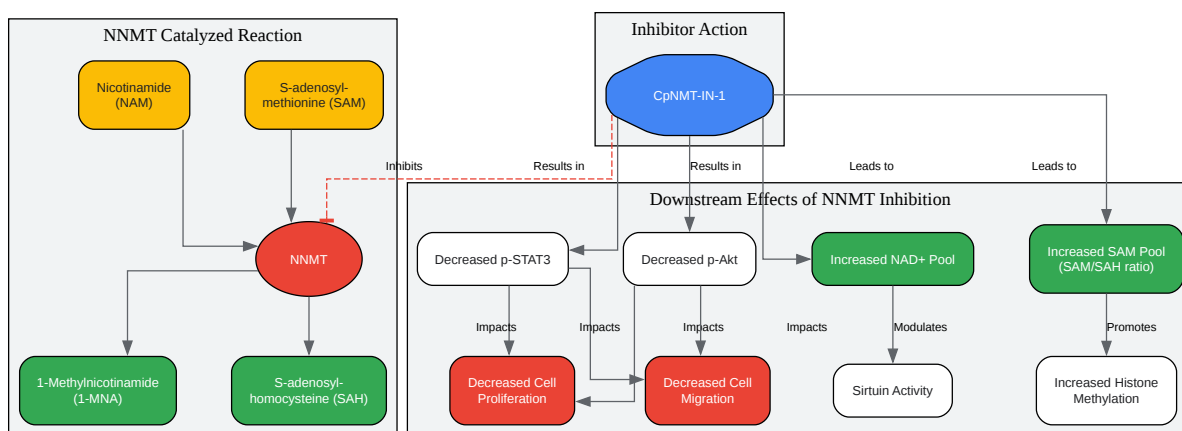 NNMT Catalyzed Reaction
Inhibitor Action
Nicotinamide
(NAM)
S-adenosyl-
methionine (SAM)
CpNMT-IN-1
Inhibits
Results in
Results in
Leads to
Leads to
Downstream Effects of NNMT Inhibition
NNMT
Decreased p-STAT3
Decreased p-Akt
Increased NAD+ Pool
Increased SAM Pool
(SAM/SAH ratio)
Impacts
Impacts
Impacts
Impacts
Modulates
Promotes
1-Methylnicotinamide
(1-MNA)
S-adenosyl-
homocysteine (SAH)
Decreased Cell
Proliferation
Decreased Cell
Migration
Sirtuin Activity
Increased Histone
Methylation